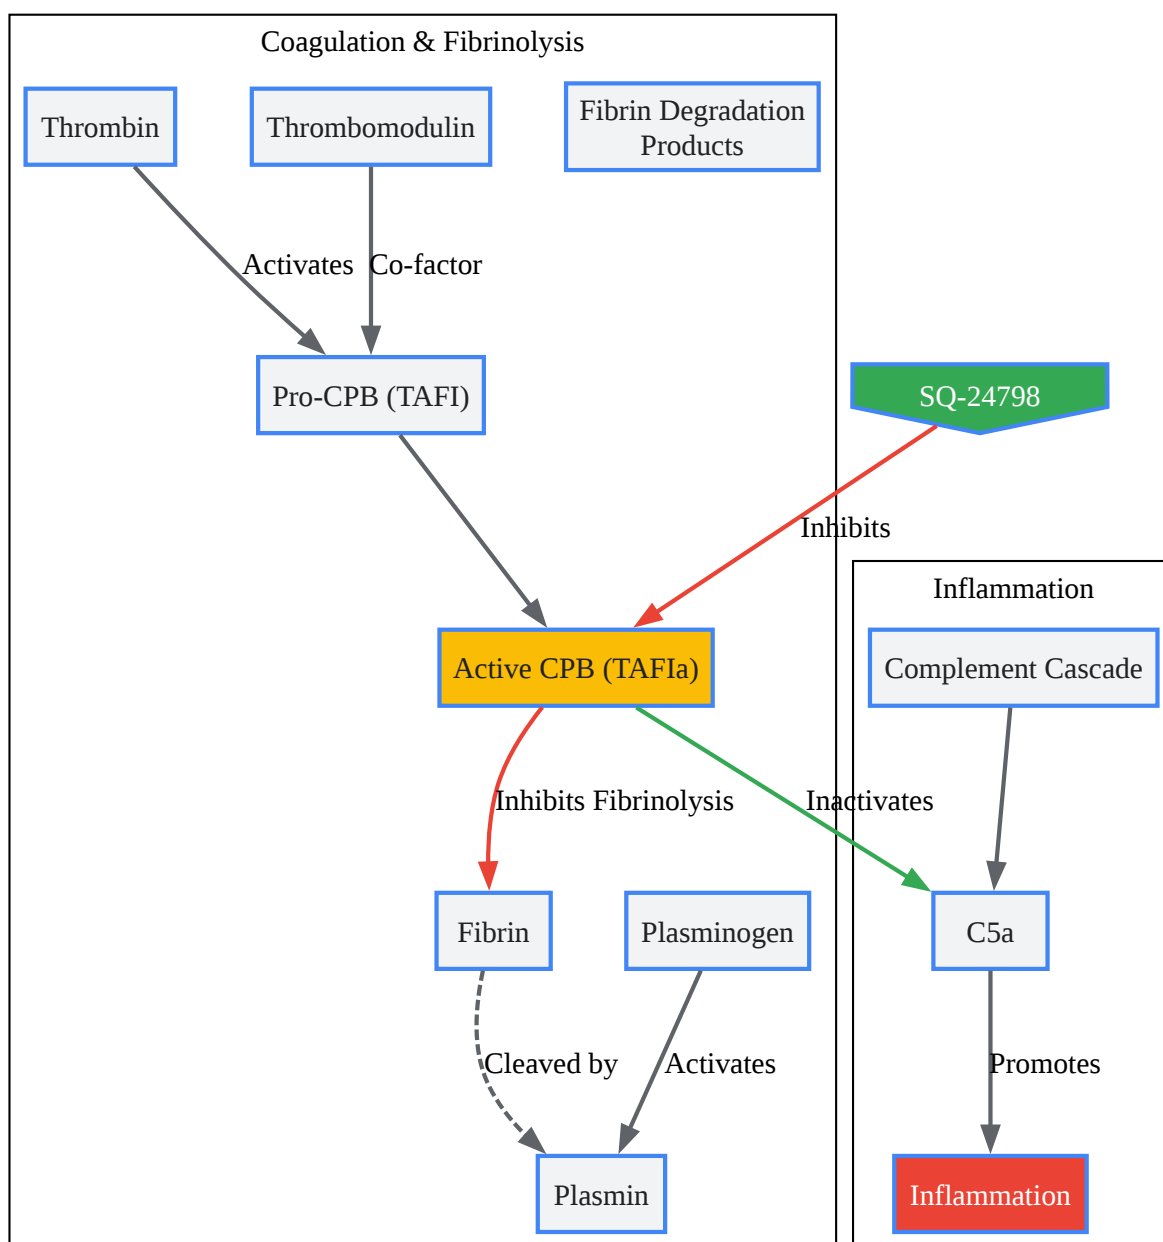 Coagulation & Fibrinolysis
Thrombin
Thrombomodulin
Fibrin Degradation
Products
Activates
Co-factor
Pro-CPB (TAFI)
SQ-24798
Inhibits
Inflammation
Active CPB (TAFIa)
Complement Cascade
Inhibits Fibrinolysis
Inactivates
Fibrin
Plasminogen
C5a
Cleaved by
Activates
Promotes
Plasmin
Inflammation